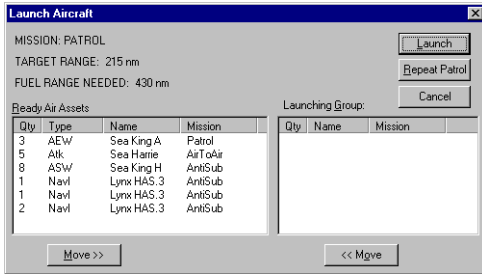 Launch Aircraft
MISSION: PATROL
TARGET RANGE: 215 nm
FUEL RANGE NEEDED: 430 nm
Launch
Repeat Patrol
Cancel
Ready Air Assets
Qty Type Name Mission
3 AEW Sea King A Patrol
5 Atk Sea Harrie AirToAir
8 ASW Sea King H AntiSub
1 Navl Lynx HAS.3 AntiSub
1 Navl Lynx HAS.3 AntiSub
2 Navl Lynx HAS.3 AntiSub
Launching Group:
Qty Name Mission
Move >>
<< Move